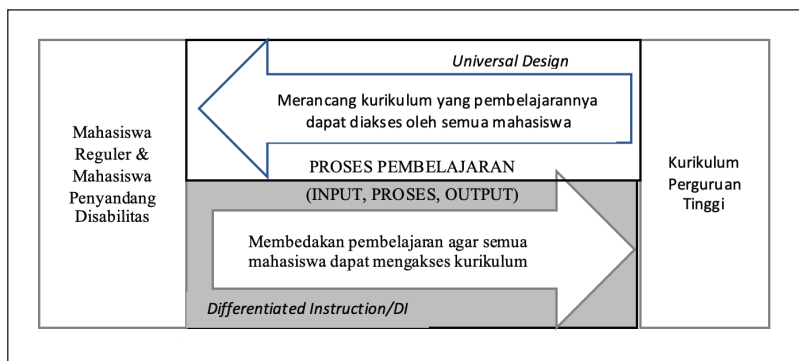 Mahasiswa
Reguler &
Mahasiswa
Penyandang
Disabilitas
Universal Design
Merancang kurikulum yang pembelajarannya
dapat diakses oleh semua mahasiswa
PROSES PEMBELAJARAN
(INPUT, PROSES, OUTPUT)
Membedakan pembelajaran agar semua
mahasiswa dapat mengakses kurikulum
Differentiated Instruction/DI
Kurikulum
Perguruan
Tinggi